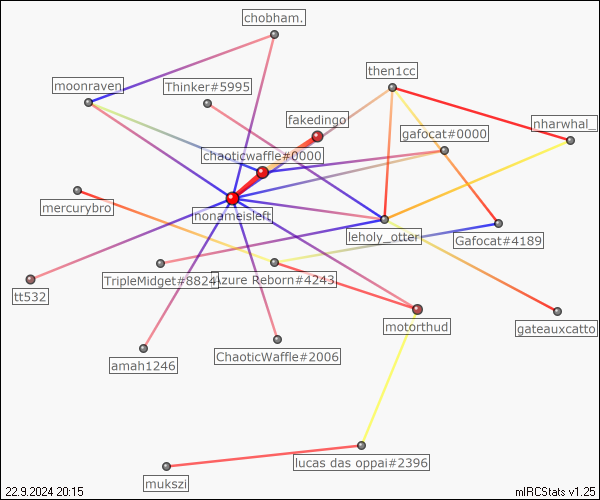 chobham.
then1cc
moonraven
Thinker#5995
fakedingo
nharwhal_
gafocat#0000
chaoticwaffle#0000
mercurybro
nonameisleft
leholy_otter
Gafocat#4189
TripleMidget#8824
Azure Reborn#4243
tt532
motorthud
gateauxcatto
amah1246
ChaoticWaffle#2006
lucas das oppai#2396
mukszi
22.9.2024 20:15
mIRCStats v1.25